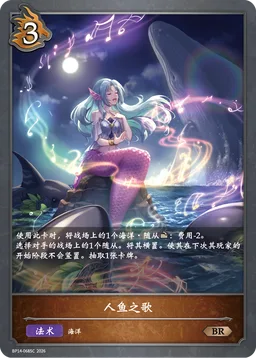 3
使用此卡时，将战场上的1个海洋·随从：费用-2。
选择对手的战场上的1个随从。将其横置。使其在下次其玩家的
开始阶段不会竖置。抽取1张卡牌。
人鱼之歌
法术 海洋
BR